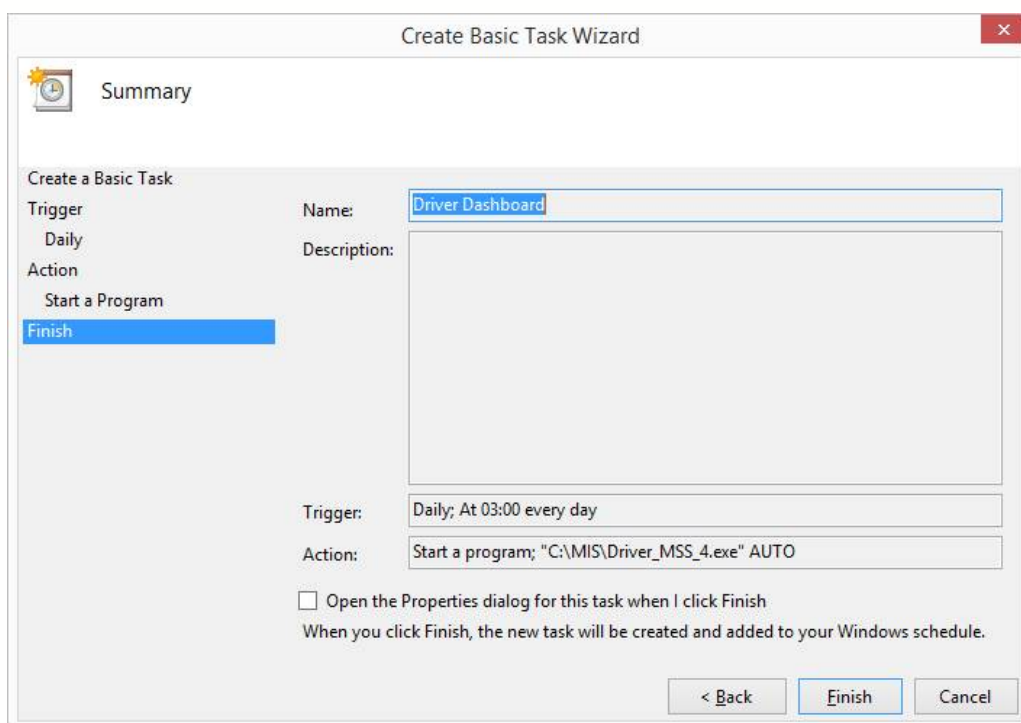 Create Basic Task Wizard
Summary
Create a Basic Task
Trigger
Daily
Action
Start a Program
Finish
Name:
Driver Dashboard
Description:
Trigger:
Daily; At 03:00 every day
Action:
Start a program; "C:\MIS\Driver_MSS_4.exe" AUTO
Open the Properties dialog for this task when I click Finish
When you click Finish, the new task will be created and added to your Windows schedule.
< Back
Finish
Cancel